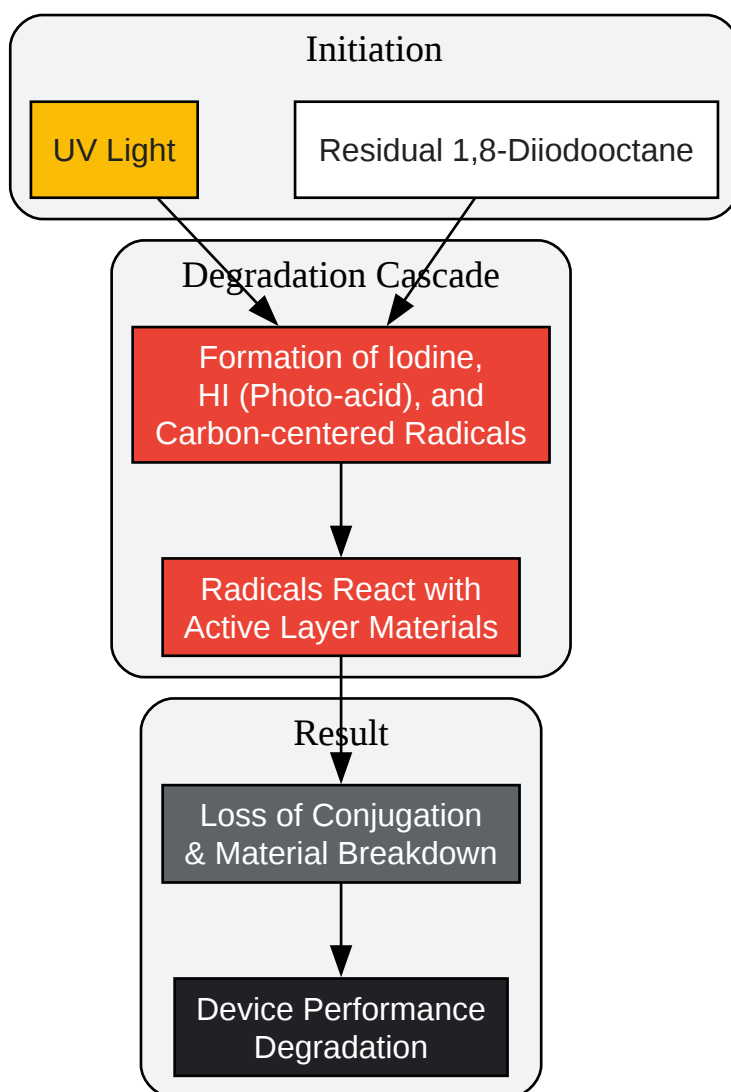 Initiation
UV Light
Residual 1,8-Diiodooctane
Degradation Cascade
Formation of Iodine,
HI (Photo-acid), and
Carbon-centered Radicals
Radicals React with
Active Layer Materials
Result
Loss of Conjugation
& Material Breakdown
Device Performance
Degradation